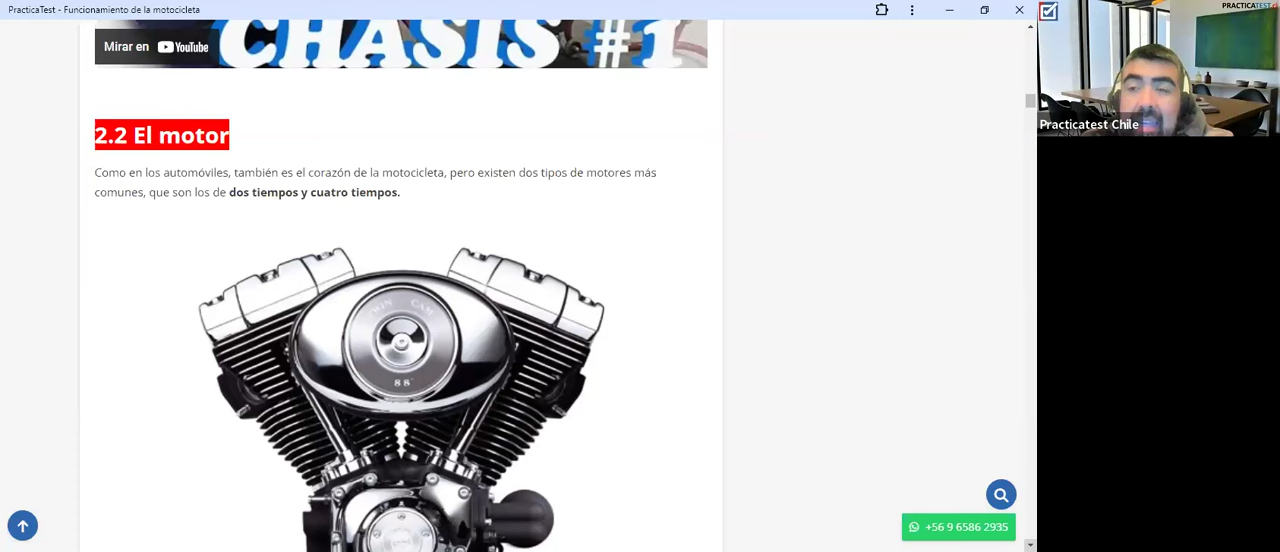 PracticaTest - Funcionamiento de la motocicleta
PRACTICATEST
Mirar en YouTube
CHASIS #1
Practicatest Chile
2.2 El motor
Como en los automóviles, también es el corazón de la motocicleta, pero existen dos tipos de motores más
comunes, que son los de dos tiempos y cuatro tiempos.
TWIN CAM
88
+56 9 6586 2935